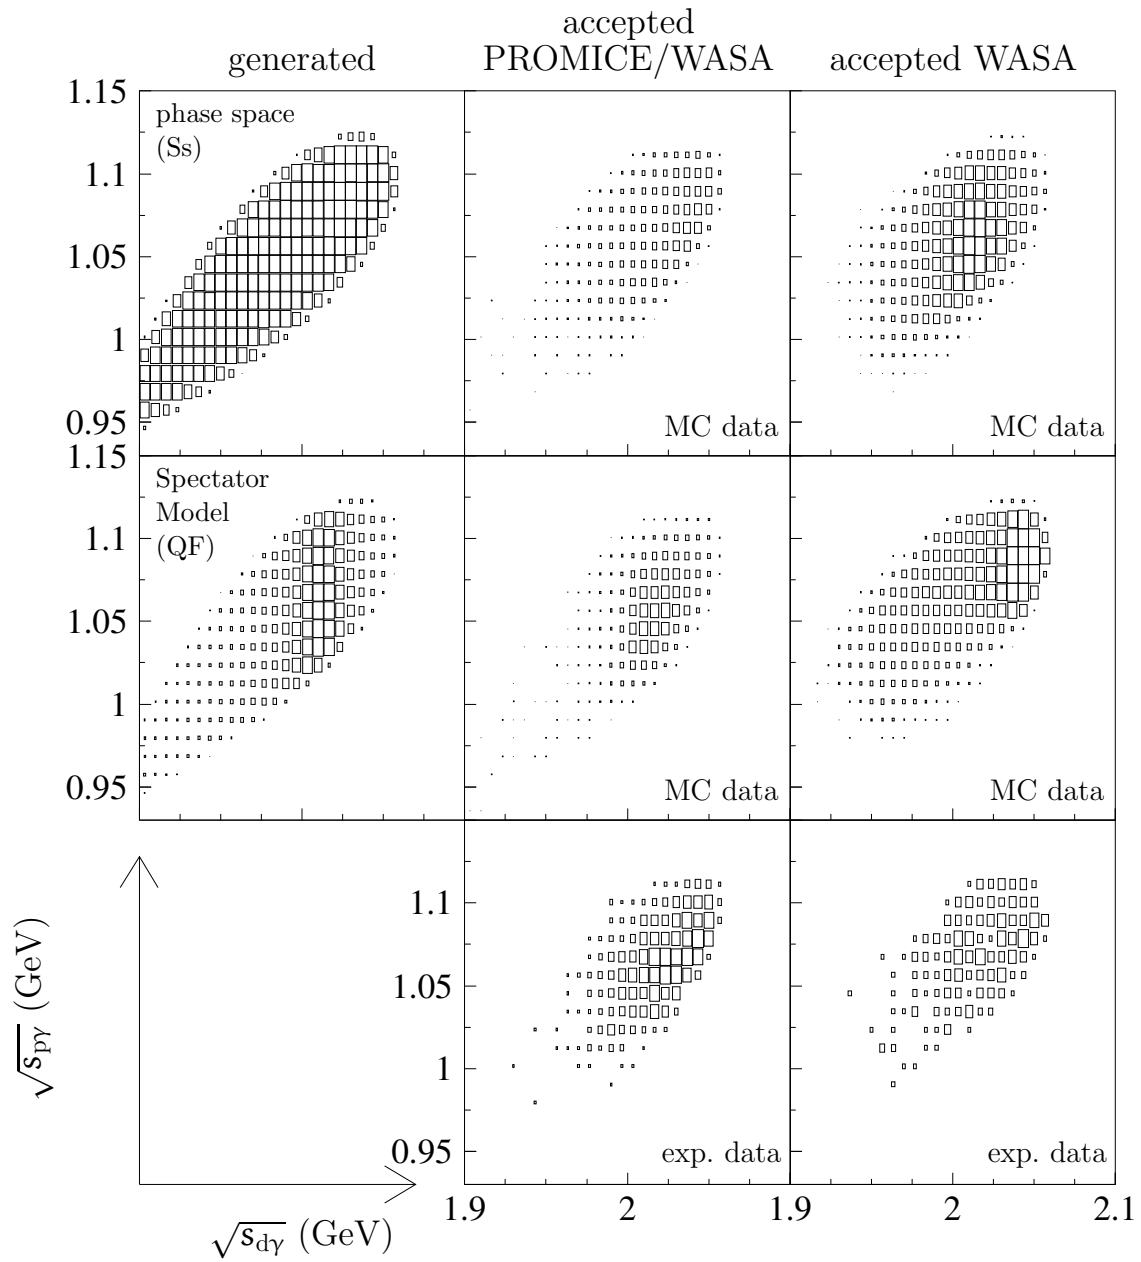 accepted
generated PROMICE/WASA accepted WASA
1.15
phase space
(Ss)
1.1
1.05
1
0.95
MC data MC data
1.15
Spectator
Model
(QF)
1.1
1.05
1
0.95
MC data MC data
1.1
1.05
1
0.95
exp. data exp. data
1.9 2 1.9 2 2.1
√spγ (GeV)
√sdγ (GeV)